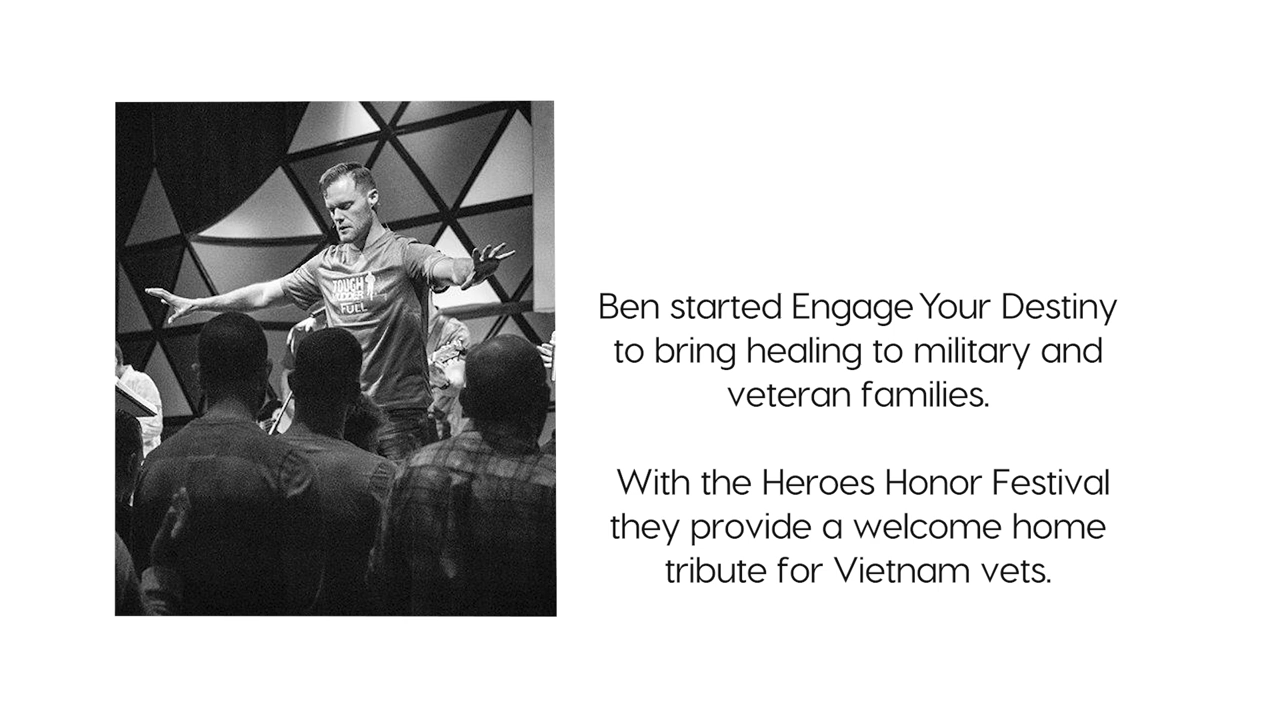 TOUGH
MUDDER
FULL
Ben started Engage Your Destiny
to bring healing to military and
veteran families.
With the Heroes Honor Festival
they provide a welcome home
tribute for Vietnam vets.